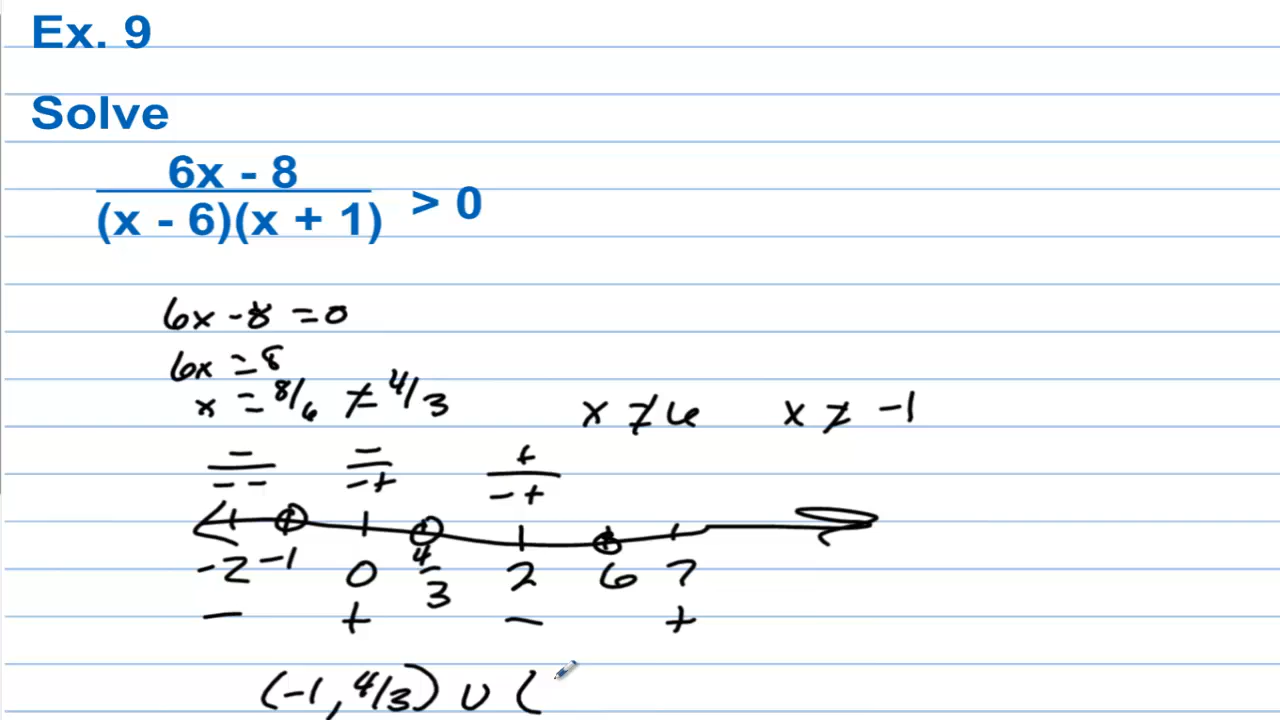 Ex. 9
Solve
6x - 8
(x - 6)(x + 1) > 0
6x - 8 = 0
6x = 8
x = 8/6 ≠ 4/3 x ≠ 6 x ≠ -1
- - +
- - - + - +
-2 -1 0 4/3 2 6 7
- + - +
(-1, 4/3) ∪ (